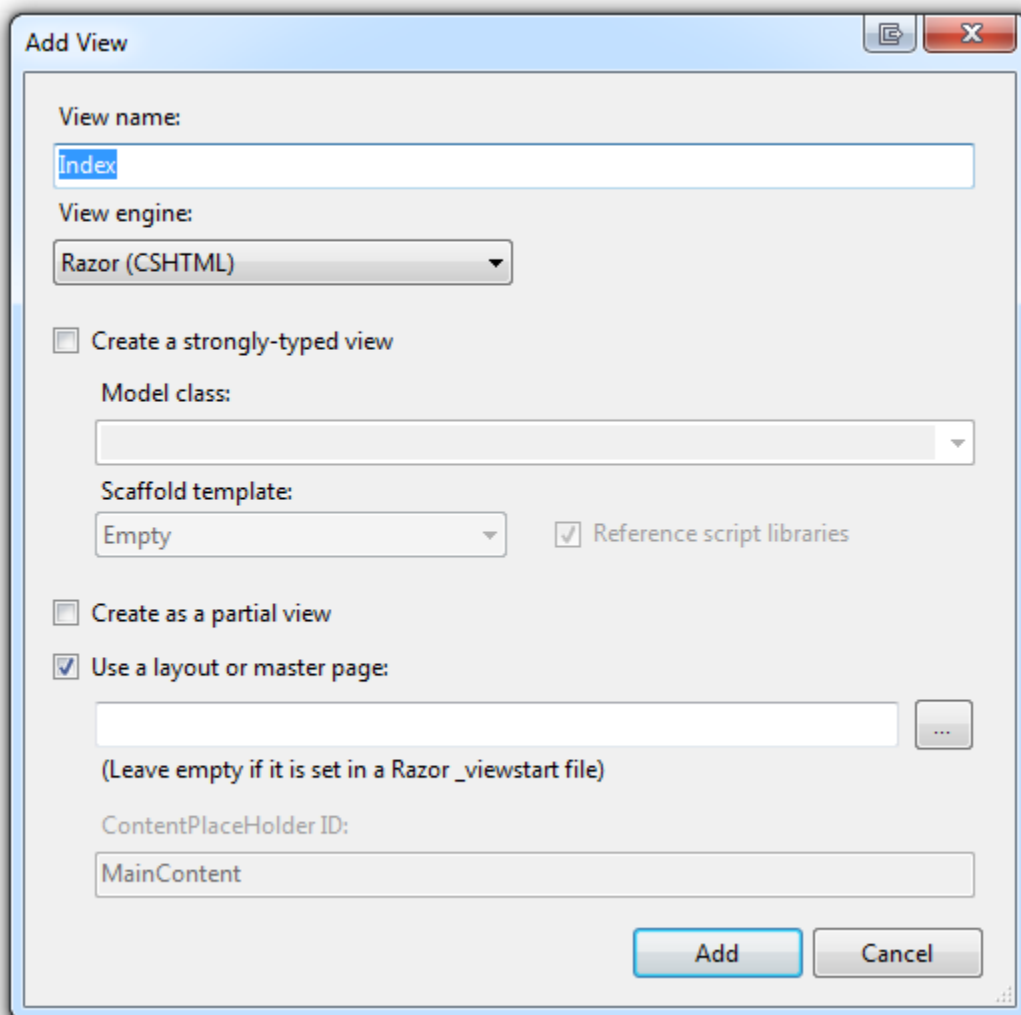 Add View
View name:
Index
View engine:
Razor (CSHTML)
Create a strongly-typed view
Model class:
Scaffold template:
Empty
Reference script libraries
Create as a partial view
Use a layout or master page:
...
(Leave empty if it is set in a Razor _viewstart file)
ContentPlaceHolder ID:
MainContent
Add
Cancel